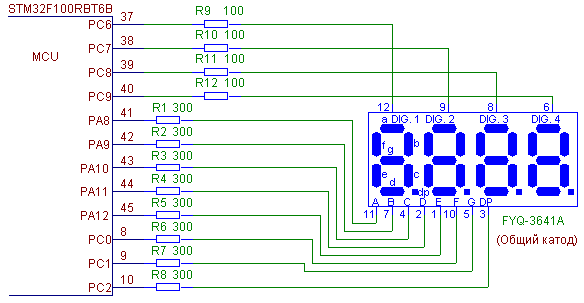 STM32F100RBT6B
MCU
PC6 37 R9 100
PC7 38 R10 100
PC8 39 R11 100
PC9 40 R12 100
PA8 41 R1 300
PA9 42 R2 300
PA10 43 R3 300
PA11 44 R4 300
PA12 45 R5 300
PC0 8 R6 300
PC1 9 R7 300
PC2 10 R8 300
12 9 8 6
a DIG. 1 DIG. 2 DIG. 3 DIG. 4
f b
g
e c
d
dp
A B C D E F G DP
11 7 4 2 1 10 5 3
FYQ-3641A
(Общий катод)